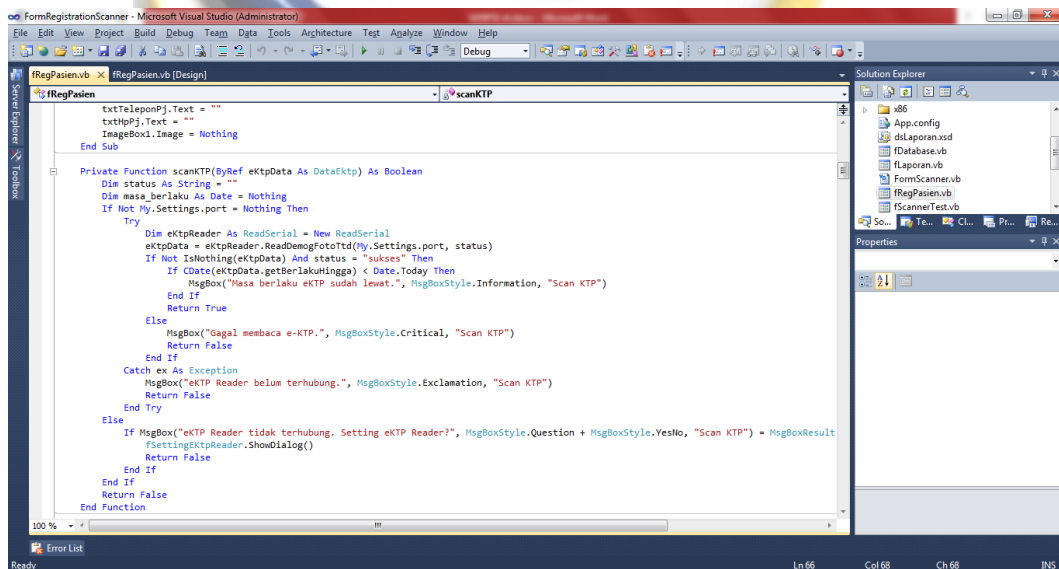 FormRegistrationScanner - Microsoft Visual Studio (Administrator)
File Edit View Project Build Debug Team Data Tools Architecture Test Analyze Window Help
Debug
fRegPasien.vb fRegPasien.vb [Design]
fRegPasien scanKTP
Server Explorer
Toolbox
txtTeleponPj.Text = ""
txtHpPj.Text = ""
ImageBox1.Image = Nothing
End Sub
Private Function scanKTP(ByRef eKtpData As DataEktp) As Boolean
Dim status As String = ""
Dim masa_berlaku As Date = Nothing
If Not My.Settings.port = Nothing Then
Try
Dim eKtpReader As ReadSerial = New ReadSerial
eKtpData = eKtpReader.ReadDemogFotoTtd(My.Settings.port, status)
If Not IsNothing(eKtpData) And status = "sukses" Then
If CDate(eKtpData.getBerlakuHingga) < Date.Today Then
MsgBox("Masa berlaku eKTP sudah lewat.", MsgBoxStyle.Information, "Scan KTP")
End If
Return True
Else
MsgBox("Gagal membaca e-KTP.", MsgBoxStyle.Critical, "Scan KTP")
Return False
End If
Catch ex As Exception
MsgBox("eKTP Reader belum terhubung.", MsgBoxStyle.Exclamation, "Scan KTP")
Return False
End Try
Else
If MsgBox("eKTP Reader tidak terhubung. Setting eKTP Reader?", MsgBoxStyle.Question + MsgBoxStyle.YesNo, "Scan KTP") = MsgBoxResult
fSettingEKtpReader.ShowDialog()
Return False
End If
End If
Return False
End Function
100 %
Solution Explorer
x86
App.config
dsLaporan.xsd
fDatabase.vb
fLaporan.vb
FormScanner.vb
fRegPasien.vb
fScannerTest.vb
So... Te... Cl... Pr... Re...
Properties
Error List
Ready Ln 66 Col 68 Ch 68 INS